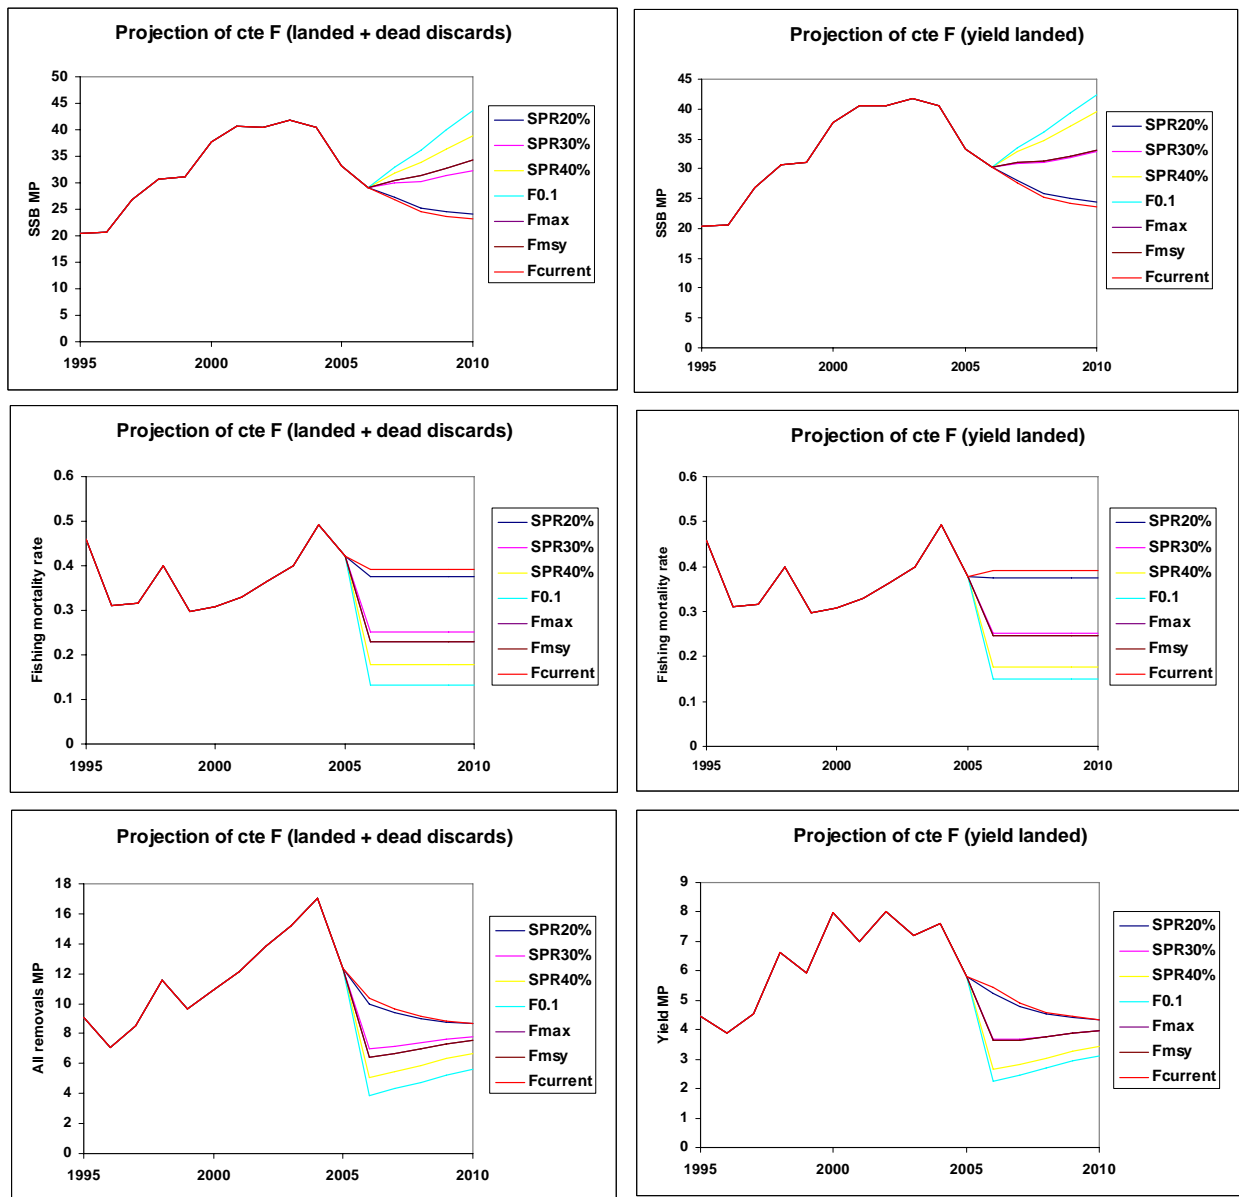 Projection of cte F (landed + dead discards)
SSB MP
50
45
40
35
30
25
20
15
10
5
0
1995
2000
2005
2010
SPR20%
SPR30%
SPR40%
F0.1
Fmax
Fmsy
Fcurrent
Projection of cte F (yield landed)
SSB MP
45
40
35
30
25
20
15
10
5
0
1995
2000
2005
2010
SPR20%
SPR30%
SPR40%
F0.1
Fmax
Fmsy
Fcurrent
Projection of cte F (landed + dead discards)
Fishing mortality rate
0.6
0.5
0.4
0.3
0.2
0.1
0
1995
2000
2005
2010
SPR20%
SPR30%
SPR40%
F0.1
Fmax
Fmsy
Fcurrent
Projection of cte F (yield landed)
Fishing mortality rate
0.6
0.5
0.4
0.3
0.2
0.1
0
1995
2000
2005
2010
SPR20%
SPR30%
SPR40%
F0.1
Fmax
Fmsy
Fcurrent
Projection of cte F (landed + dead discards)
All removals MP
18
16
14
12
10
8
6
4
2
0
1995
2000
2005
2010
SPR20%
SPR30%
SPR40%
F0.1
Fmax
Fmsy
Fcurrent
Projection of cte F (yield landed)
Yield MP
9
8
7
6
5
4
3
2
1
0
1995
2000
2005
2010
SPR20%
SPR30%
SPR40%
F0.1
Fmax
Fmsy
Fcurrent